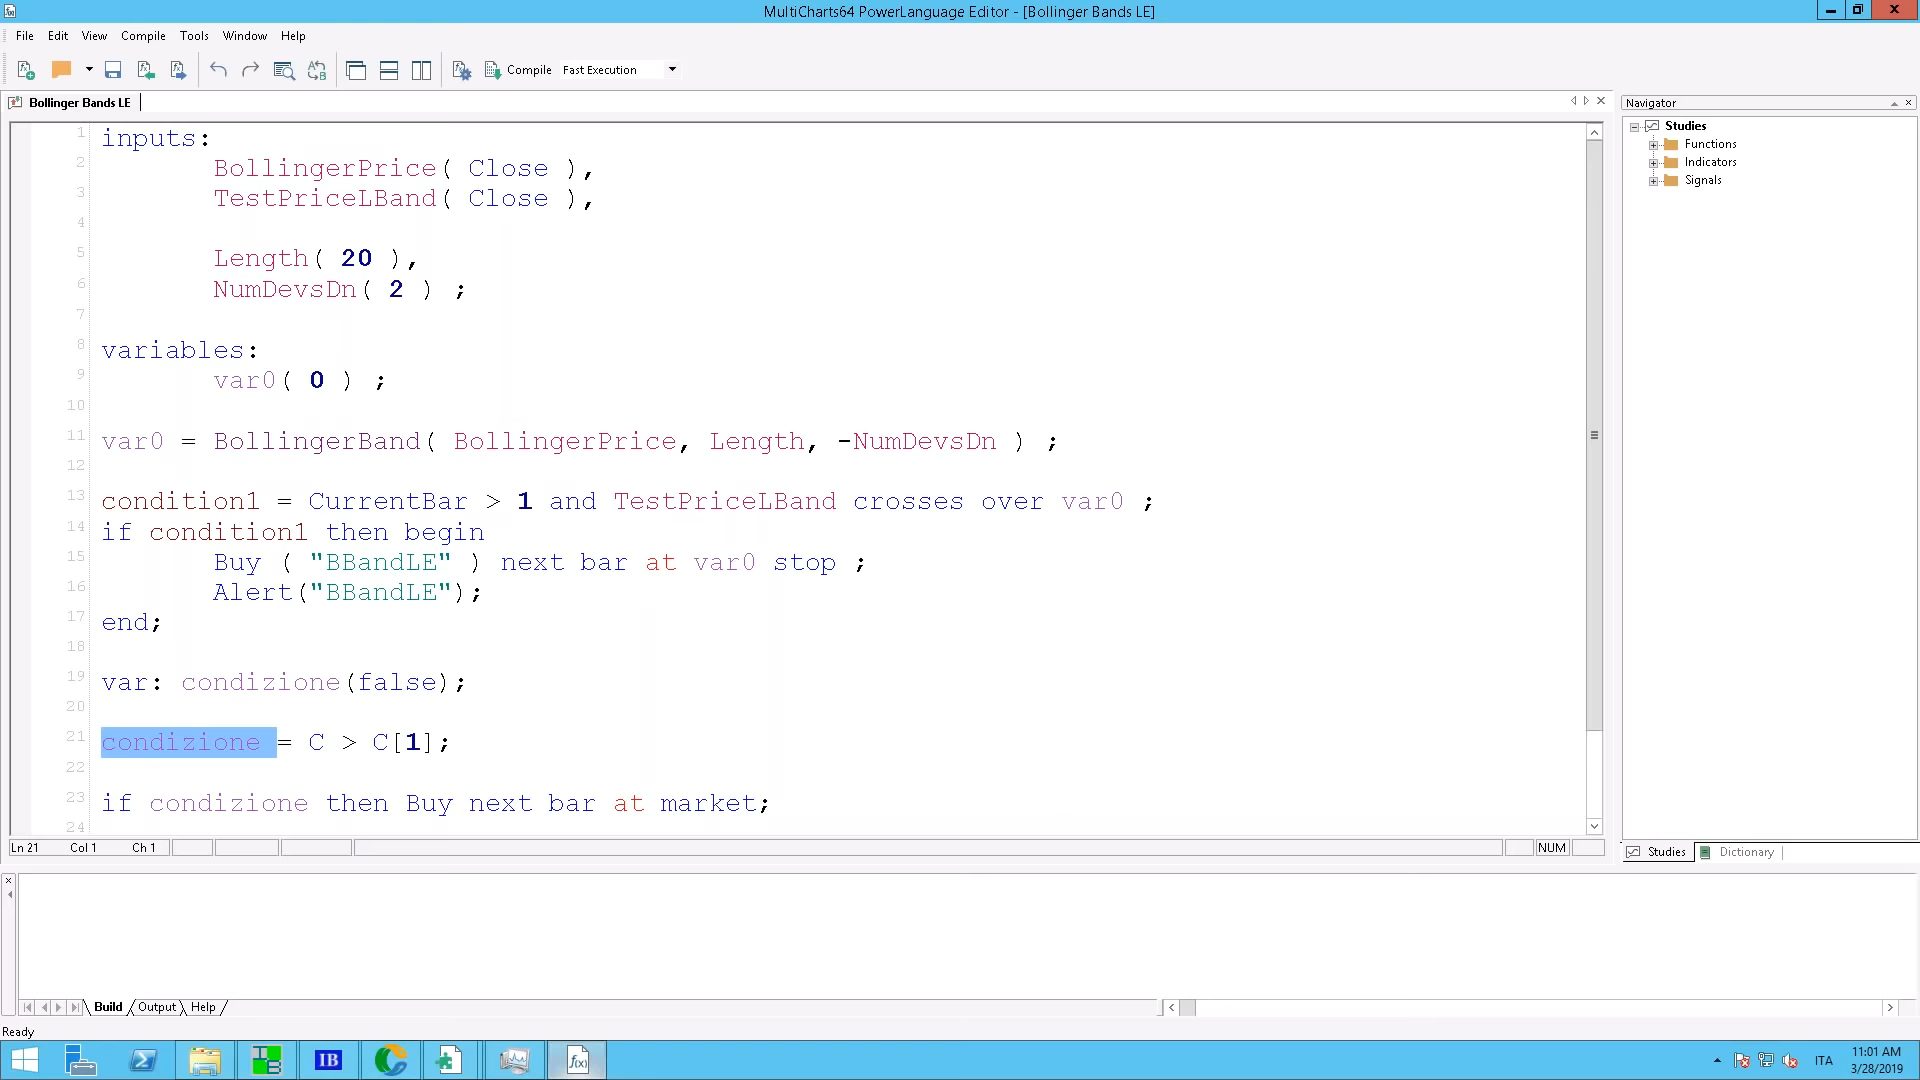 MultiCharts64 PowerLanguage Editor - [Bollinger Bands LE]
File Edit View Compile Tools Window Help
Compile Fast Execution
Bollinger Bands LE
1 inputs:
2 BollingerPrice( Close ),
3 TestPriceLBand( Close ),
4
5 Length( 20 ),
6 NumDevsDn( 2 ) ;
7
8 variables:
9 var0( 0 ) ;
10
11 var0 = BollingerBand( BollingerPrice, Length, -NumDevsDn ) ;
12
13 condition1 = CurrentBar > 1 and TestPriceLBand crosses over var0 ;
14 if condition1 then begin
15 Buy ( "BBandLE" ) next bar at var0 stop ;
16 Alert("BBandLE");
17 end;
18
19 var: condizione(false);
20
21 condizione = C > C[1];
22
23 if condizione then Buy next bar at market;
24
Ln 21 Col 1 Ch 1 NUM
Navigator
Studies
Functions
Indicators
Signals
Studies Dictionary
Build Output Help
Ready
IB
f(x)
ITA
11:01 AM
3/28/2019